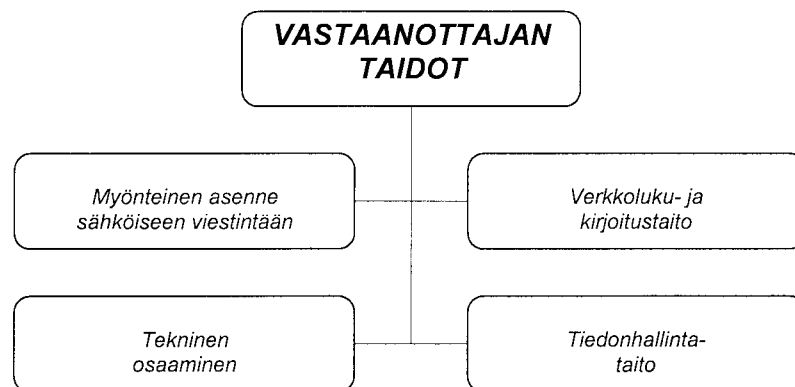 VASTAANOTTAJAN
TAIDOT
Myönteinen asenne
sähköiseen viestintään
Verkkoluku- ja
kirjoitustaito
Tekninen
osaaminen
Tiedonhallinta-
taito